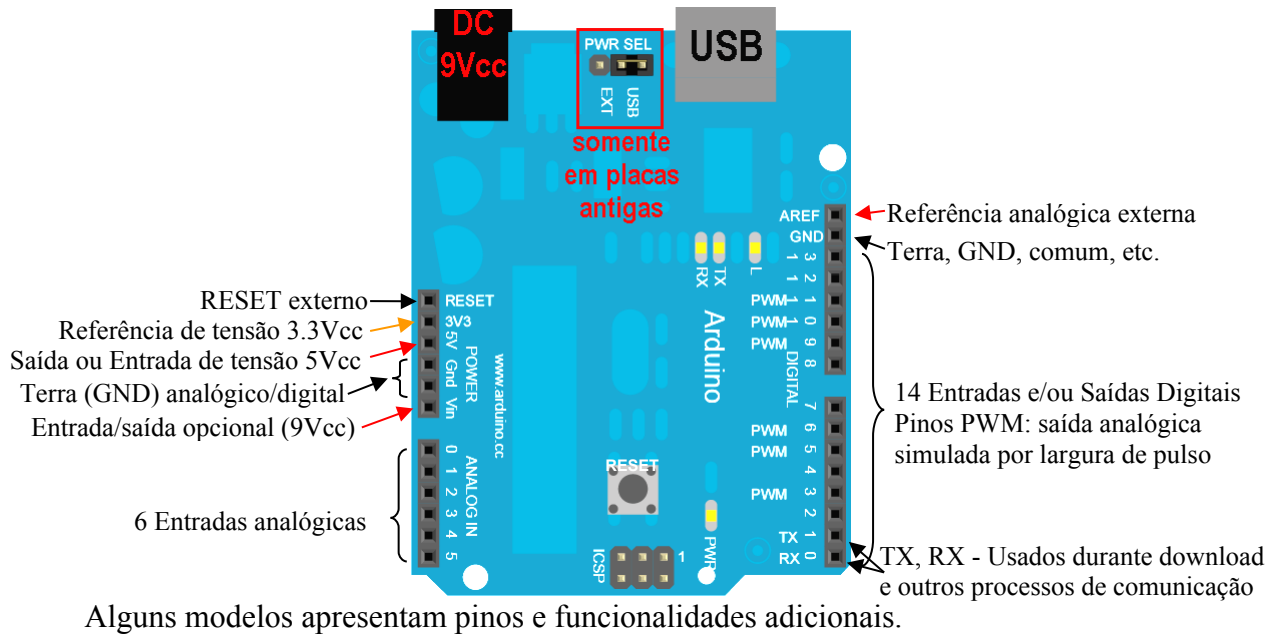 DC
9Vcc
PWR SEL
EXT
USB
USB
somente
em placas
antigas
AREF
GND
Referência analógica externa
Terra, GND, comum, etc.
RX
TX
L
Arduino
www.arduino.cc
RESET externo
Referência de tensão 3.3Vcc
Saída ou Entrada de tensão 5Vcc
Terra (GND) analógico/digital
Entrada/saída opcional (9Vcc)
RESET
3V3
5V
Gnd
Vin
POWER
6 Entradas analógicas
0
1
2
3
4
5
ANALOG IN
13
12
PWM 11
PWM 10
PWM 9
8
DIGITAL
7
PWM 6
PWM 5
4
PWM 3
2
TX 1
RX 0
14 Entradas e/ou Saídas Digitais
Pinos PWM: saída analógica
simulada por largura de pulso
TX, RX - Usados durante download
e outros processos de comunicação
RESET
PWR
ICSP
1
Alguns modelos apresentam pinos e funcionalidades adicionais.